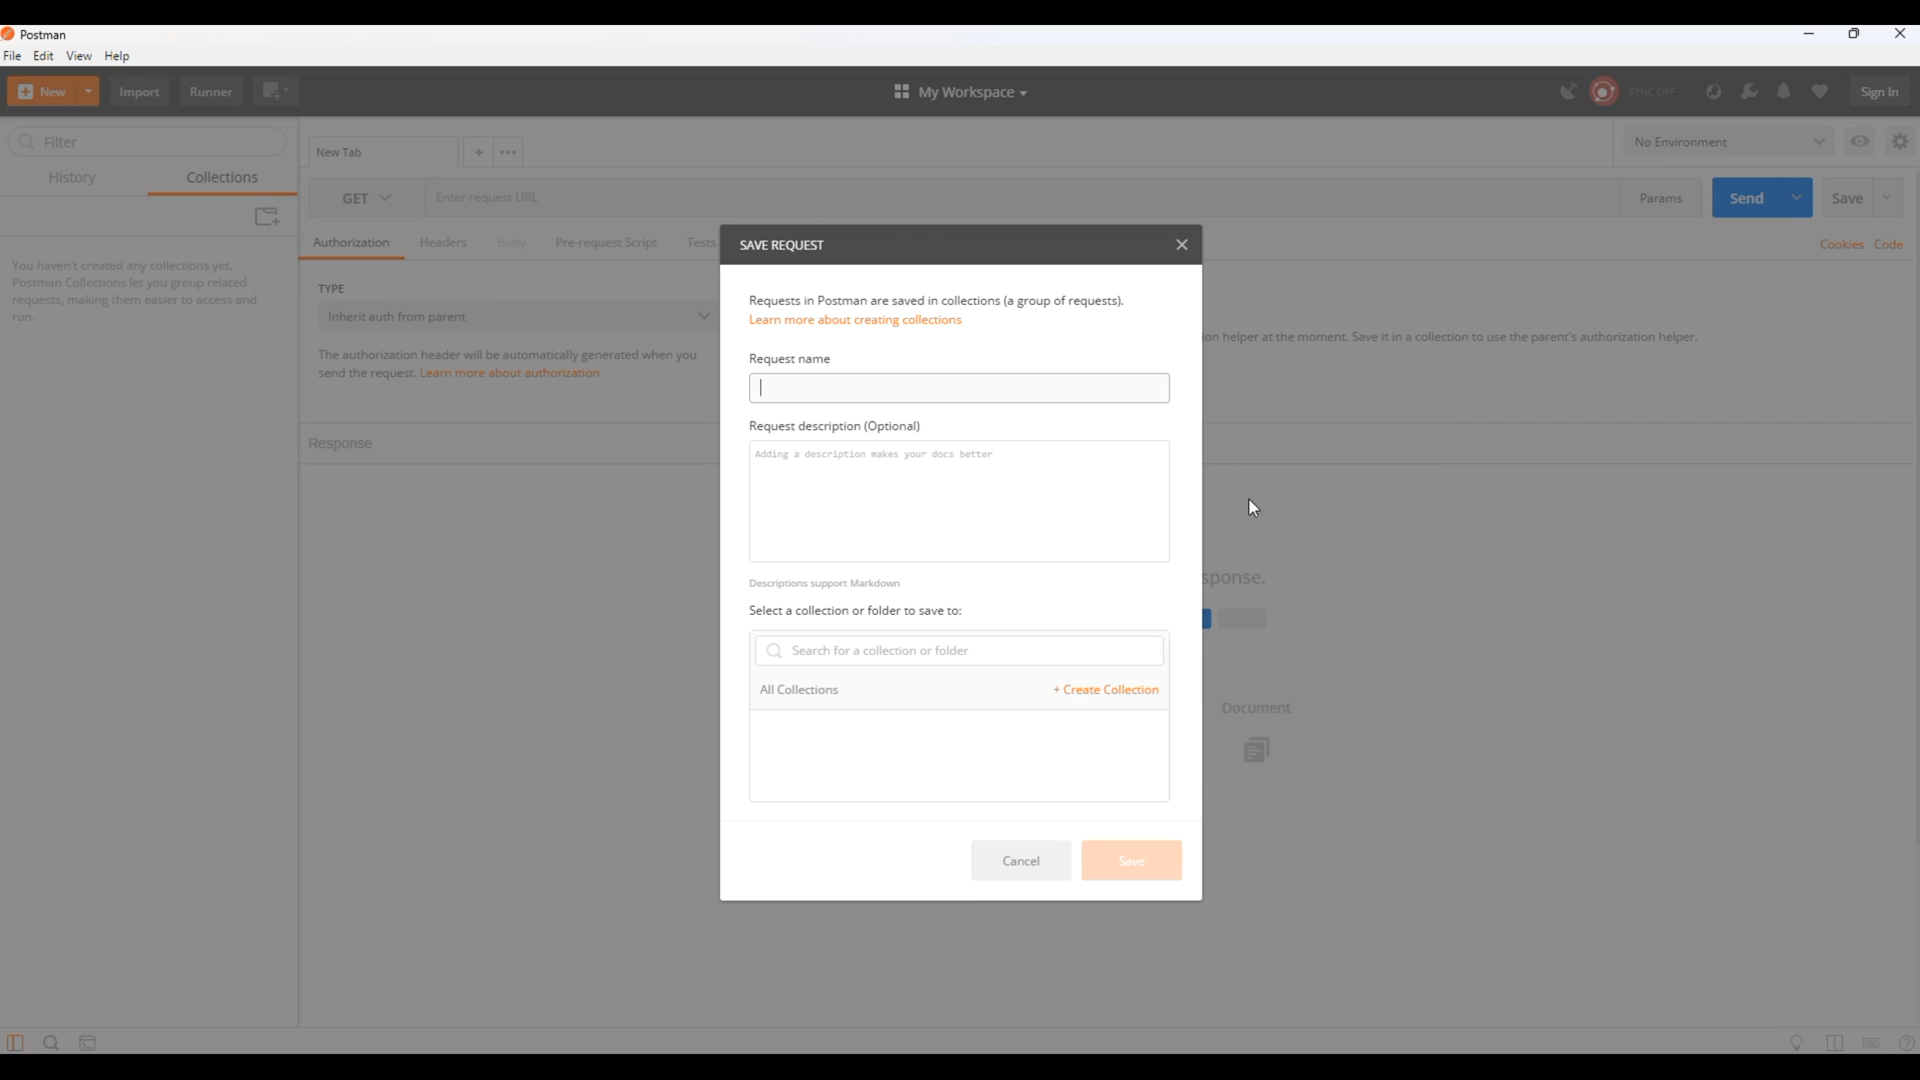 Postman
File Edit View Help
New Import Runner My Workspace SYNC OFF Sign In
Filter
New Tab + ••• No Environment
History Collections
GET Enter request URL Params Send Save
Authorization Headers Body Pre-request Script Tests Cookies Code
You haven't created any collections yet.
Postman Collections let you group related
requests, making them easier to access and
run.
TYPE
Inherit auth from parent
The authorization header will be automatically generated when you
send the request. Learn more about authorization
ion helper at the moment. Save it in a collection to use the parent's authorization helper.
Response
SAVE REQUEST
Requests in Postman are saved in collections (a group of requests).
Learn more about creating collections
Request name
Request description (Optional)
Adding a description makes your docs better
Descriptions support Markdown
Select a collection or folder to save to:
Search for a collection or folder
All Collections + Create Collection
Cancel Save
sponse.
Document